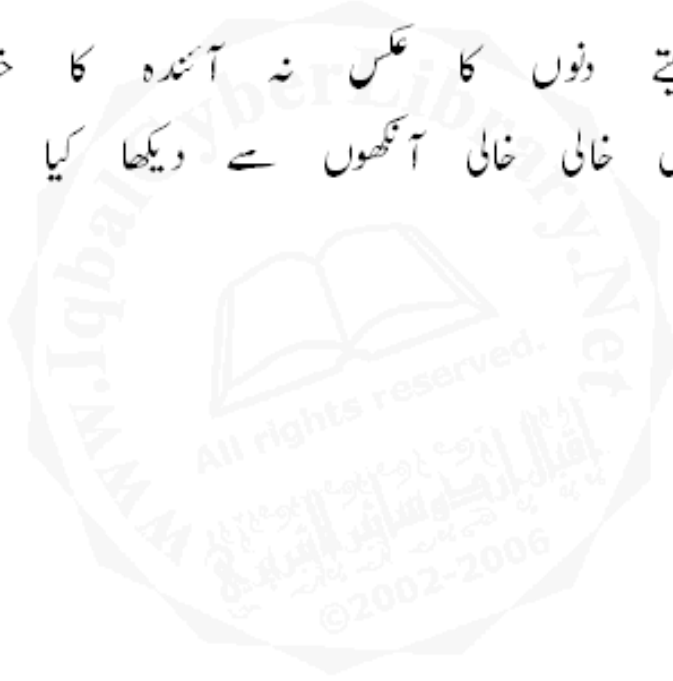 دنوں کا عکس نہ آئندہ کا
خالی خالی آنکھوں سے دیکھا کیا
www.IqbalCyberLibrary.Net
All rights reserved.
©2002-2006